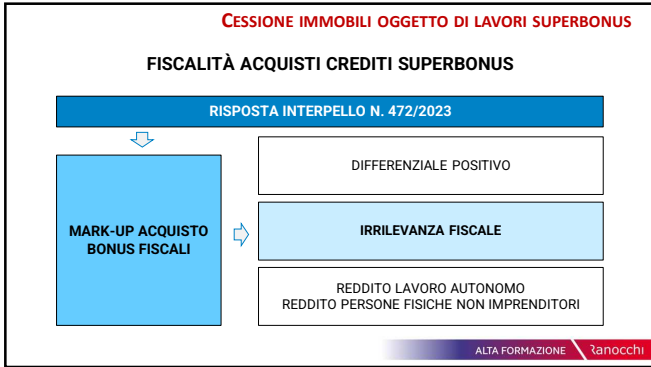 CESSIONE IMMOBILI OGGETTO DI LAVORI SUPERBONUS
FISCALITÀ ACQUISTI CREDITI SUPERBONUS
RISPOSTA INTERPELLO N. 472/2023
MARK-UP ACQUISTO
BONUS FISCALI
DIFFERENZIALE POSITIVO
IRRILEVANZA FISCALE
REDDITO LAVORO AUTONOMO
REDDITO PERSONE FISICHE NON IMPRENDITORI
ALTA FORMAZIONE Ranocchi